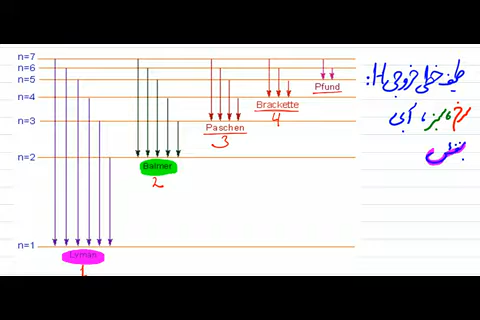 n=7
n=6
n=5
n=4
n=3
n=2
n=1
Pfund
Brackette
4
Paschen
3
Balmer
2
Lyman
1
طیف خطی خروجی H:
سرخ، سبز، آبی
بنفش